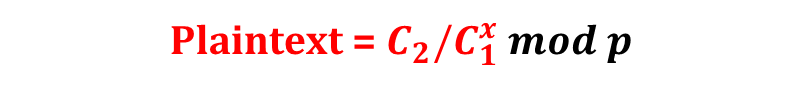 Plaintext = C₂/C₁ˣ mod p